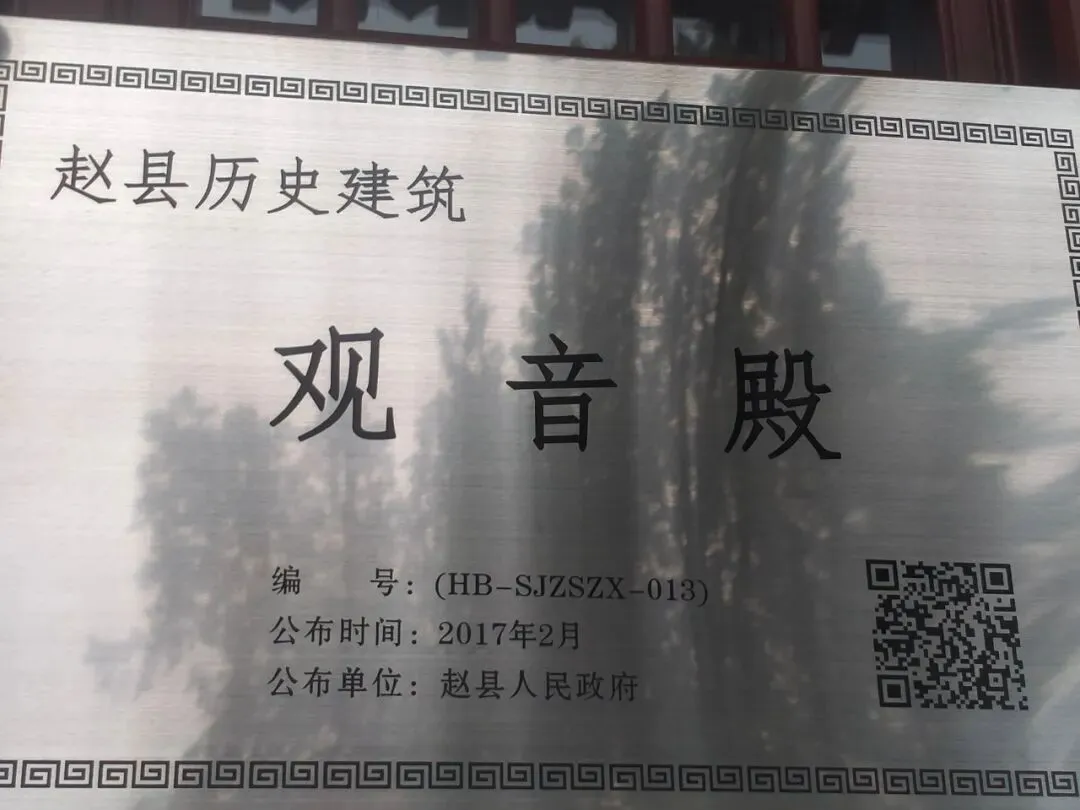 赵县历史建筑
观音殿
编 号：(HB-SJZSZX-013)
公布时间：2017年2月
公布单位：赵县人民政府